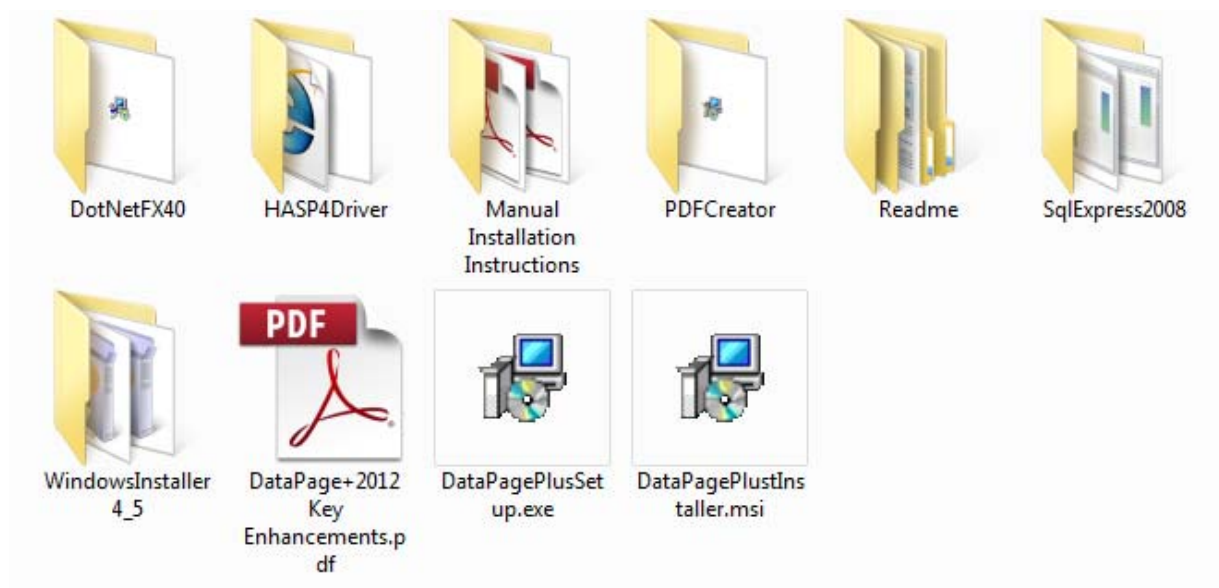 DotNetFX40
HASP4Driver
Manual
Installation
Instructions
PDFCreator
Readme
SqlExpress2008
WindowsInstaller
4_5
PDF
DataPage+2012
Key
Enhancements.p
df
DataPagePlusSet
up.exe
DataPagePlustIns
taller.msi